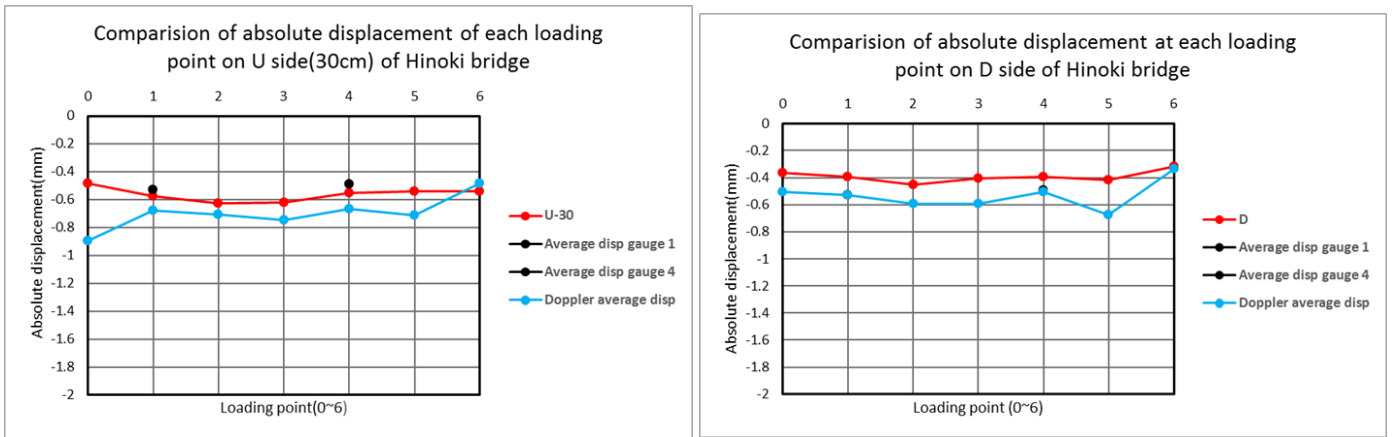 Comparision of absolute displacement of each loading
point on U side(30cm) of Hinoki bridge
0 1 2 3 4 5 6
0
-0.2
-0.4
-0.6
-0.8
-1
-1.2
-1.4
-1.6
-1.8
-2
Absolute displacement(mm)
Loading point(0~6)
U-30
Average disp gauge 1
Average disp gauge 4
Doppler average disp
Comparision of absolute displacement at each loading
point on D side of Hinoki bridge
0 1 2 3 4 5 6
0
-0.2
-0.4
-0.6
-0.8
-1
-1.2
-1.4
-1.6
-1.8
-2
Absolute displacement(mm)
Loading point (0~6)
D
Average disp gauge 1
Average disp gauge 4
Doppler average disp